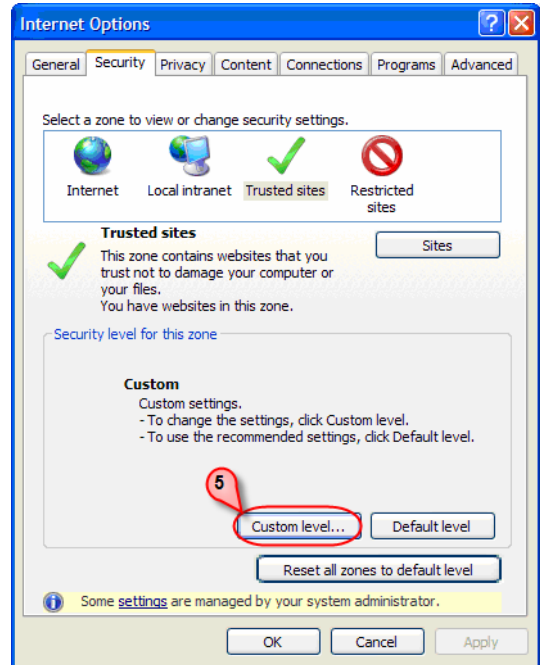 Internet Options
General Security Privacy Content Connections Programs Advanced
Select a zone to view or change security settings.
Internet Local intranet Trusted sites Restricted
sites
Trusted sites
Sites
This zone contains websites that you
trust not to damage your computer or
your files.
You have websites in this zone.
Security level for this zone
Custom
Custom settings.
- To change the settings, click Custom level.
- To use the recommended settings, click Default level.
5
Custom level... Default level
Reset all zones to default level
Some settings are managed by your system administrator.
OK Cancel Apply